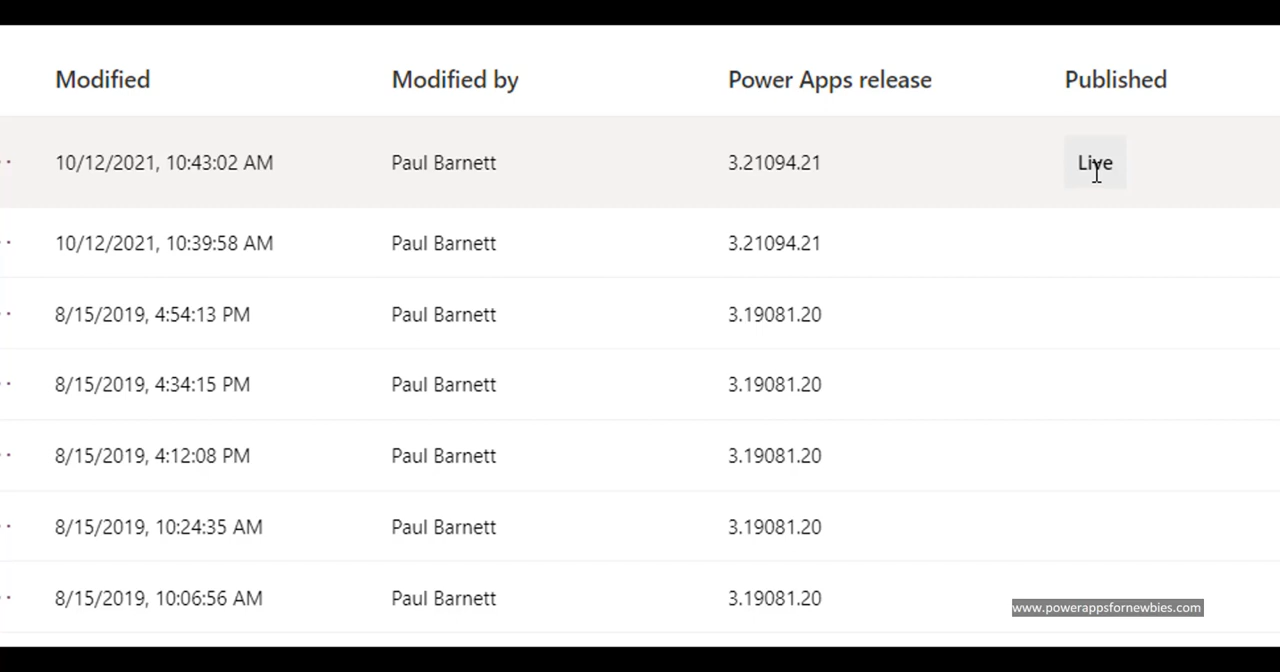 Modified Modified by Power Apps release Published
10/12/2021, 10:43:02 AM Paul Barnett 3.21094.21 Live
10/12/2021, 10:39:58 AM Paul Barnett 3.21094.21
8/15/2019, 4:54:13 PM Paul Barnett 3.19081.20
8/15/2019, 4:34:15 PM Paul Barnett 3.19081.20
8/15/2019, 4:12:08 PM Paul Barnett 3.19081.20
8/15/2019, 10:24:35 AM Paul Barnett 3.19081.20
8/15/2019, 10:06:56 AM Paul Barnett 3.19081.20
www.powerappsfornewbies.com